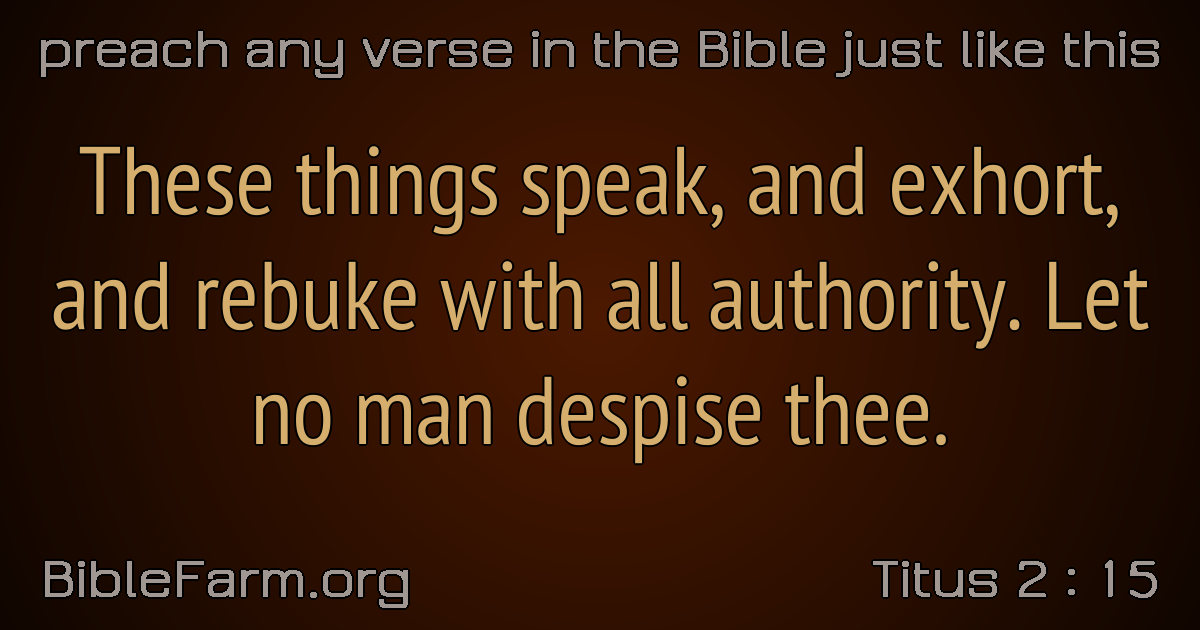 preach any verse in the Bible just like this
These things speak, and exhort,
and rebuke with all authority. Let
no man despise thee.
BibleFarm.org
Titus 2 : 15